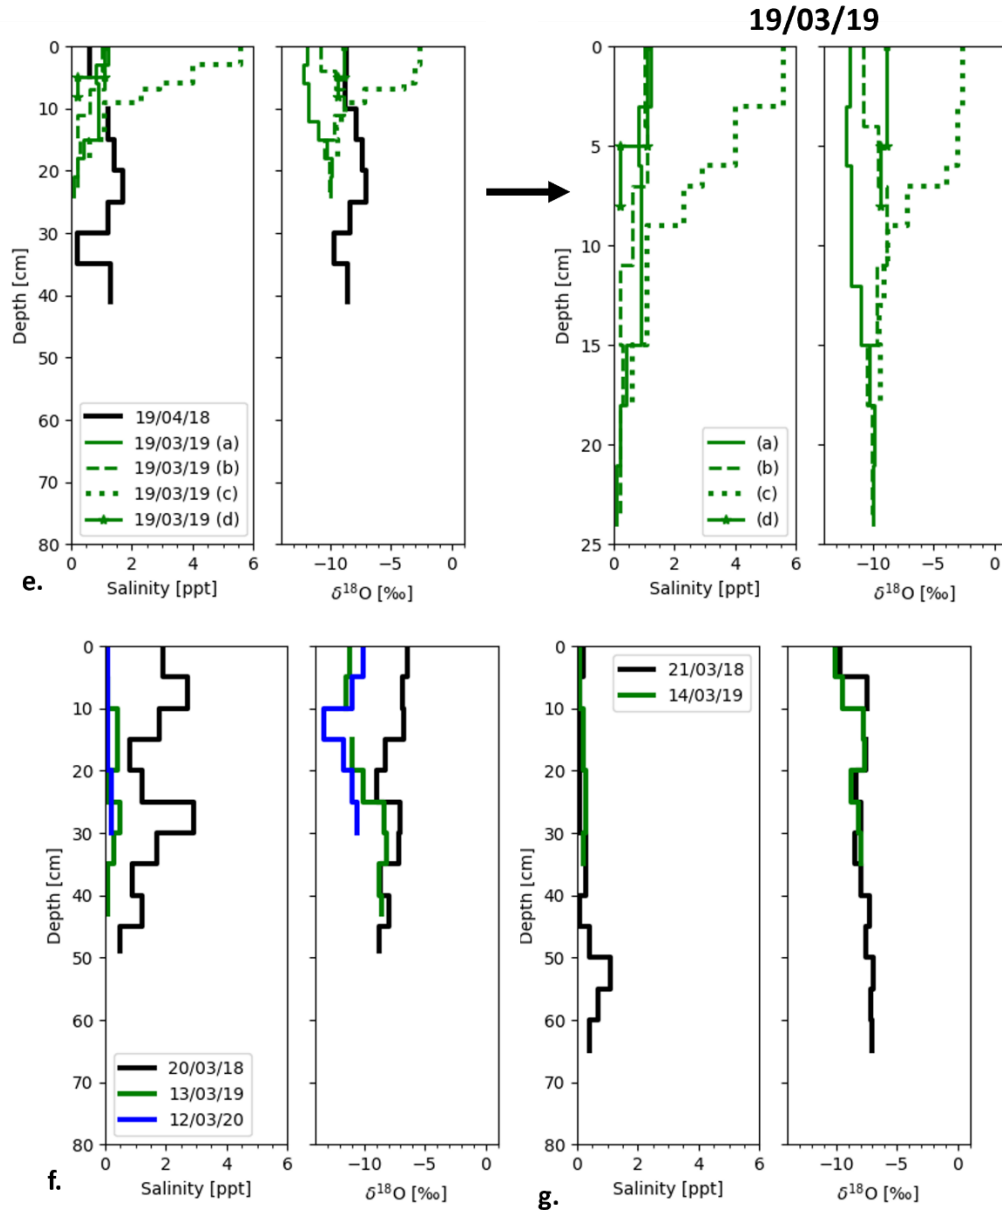 19/03/19
0
10
20
30
40
50
60
70
80
Depth [cm]
19/04/18
19/03/19 (a)
19/03/19 (b)
19/03/19 (c)
19/03/19 (d)
0 2 4 6
Salinity [ppt]
−10 −5 0
δ¹⁸O [‰]
e.
0
5
10
15
20
25
Depth [cm]
(a)
(b)
(c)
(d)
0 2 4 6
Salinity [ppt]
−10 −5 0
δ¹⁸O [‰]
0
10
20
30
40
50
60
70
80
Depth [cm]
20/03/18
13/03/19
12/03/20
0 2 4 6
Salinity [ppt]
−10 −5 0
δ¹⁸O [‰]
f.
0
10
20
30
40
50
60
70
80
Depth [cm]
21/03/18
14/03/19
0 2 4 6
Salinity [ppt]
−10 −5 0
δ¹⁸O [‰]
g.